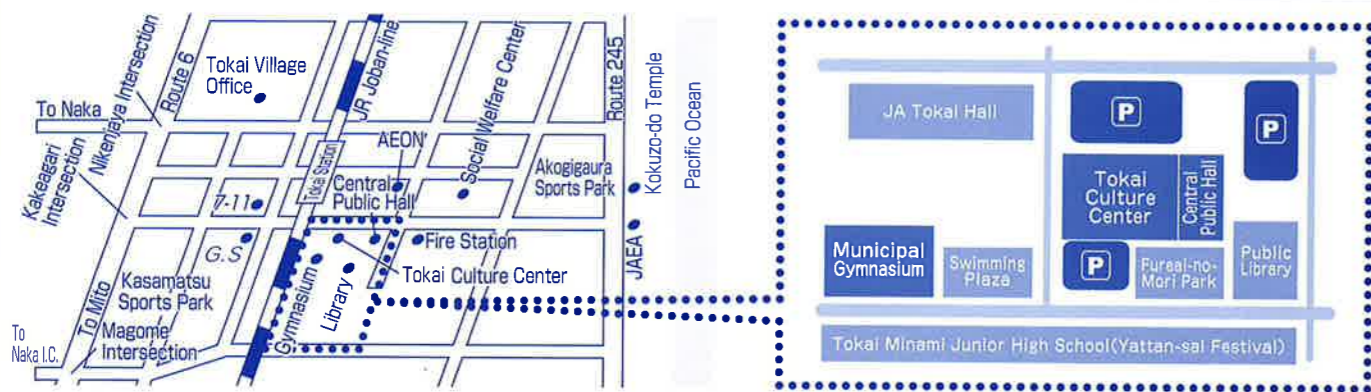 Tokai Village
Office
Route 6
JR Joban-line
Social Welfare Center
Route 245
Kokuzo-do Temple
Pacific Ocean
To Naka
Nikenjaya Intersection
Kakeagari
Intersection
Tokai Station
AEON
Akogigaura
Sports Park
7-11
Central
Public Hall
G.S
Fire Station
JAEA
Kasamatsu
Sports Park
Gymnasium
Library
Tokai Culture Center
To Mito
To
Naka I.C.
Magome
Intersection
JA Tokai Hall
P
P
Tokai
Culture
Center
Central
Public Hall
Municipal
Gymnasium
Swimming
Plaza
P
Fureai-no-
Mori Park
Public
Library
Tokai Minami Junior High School(Yattan-sai Festival)